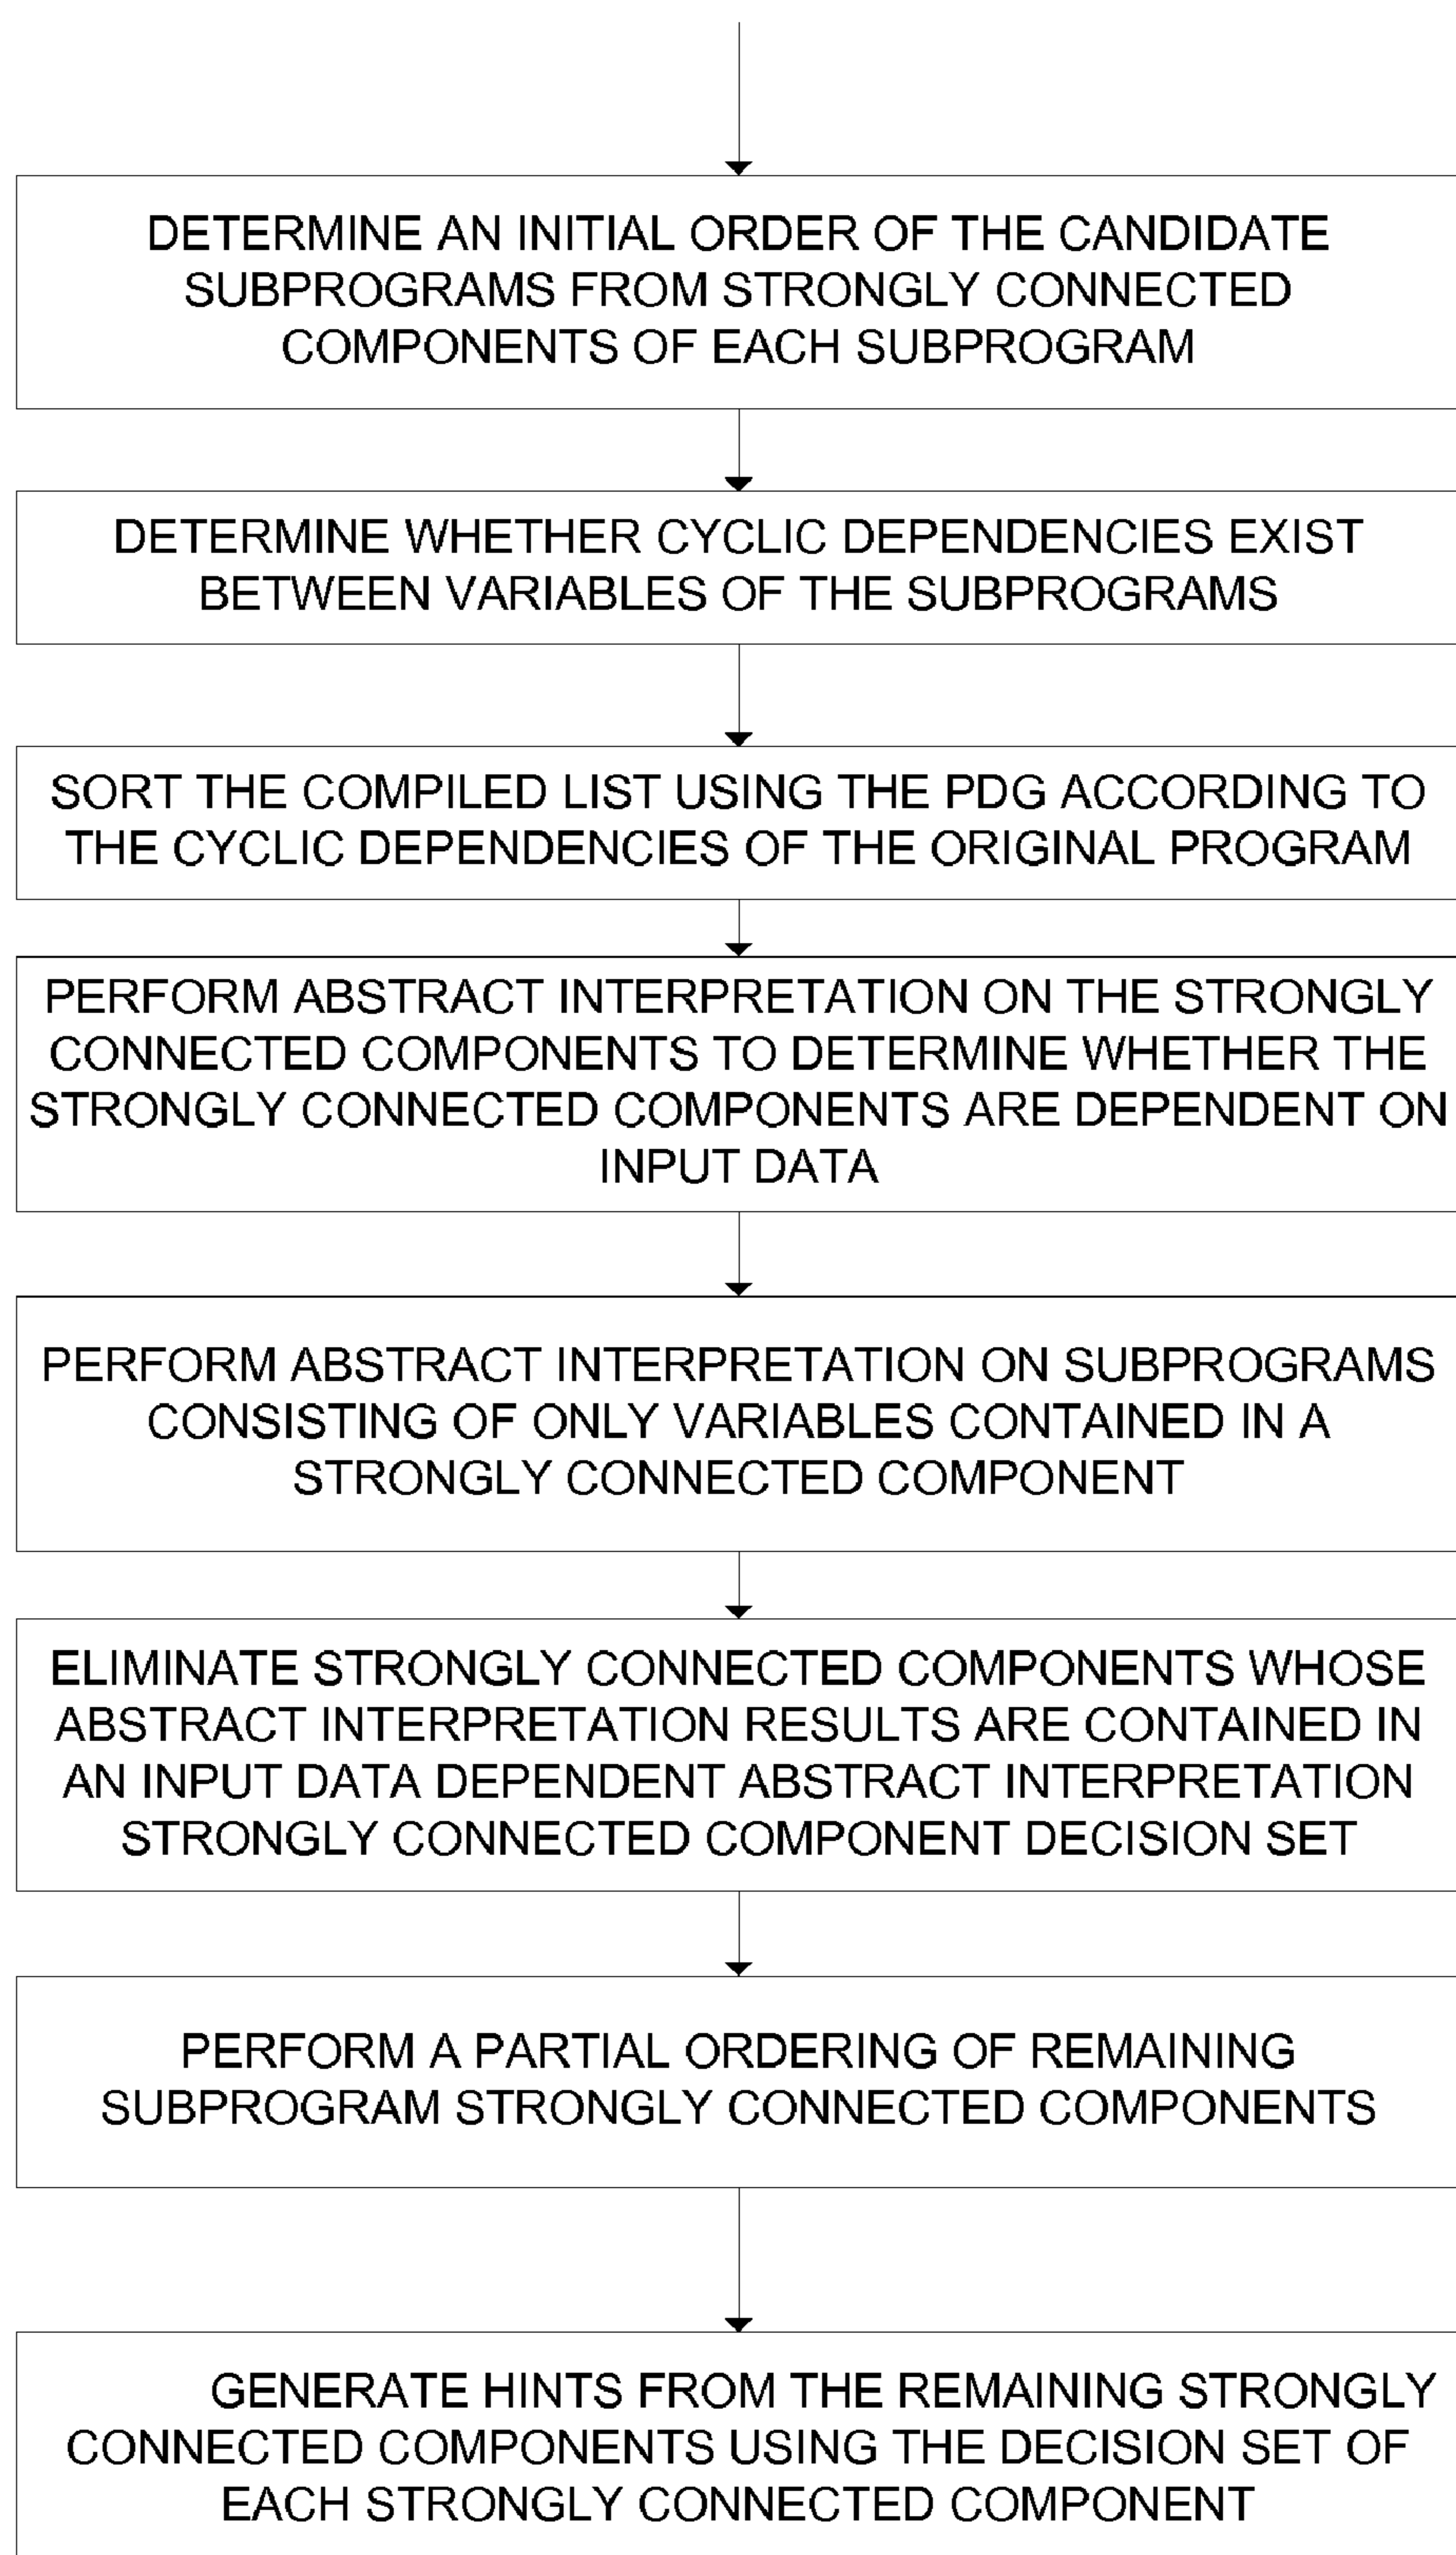 DETERMINE AN INITIAL ORDER OF THE CANDIDATE
SUBPROGRAMS FROM STRONGLY CONNECTED
COMPONENTS OF EACH SUBPROGRAM
DETERMINE WHETHER CYCLIC DEPENDENCIES EXIST
BETWEEN VARIABLES OF THE SUBPROGRAMS
SORT THE COMPILED LIST USING THE PDG ACCORDING TO
THE CYCLIC DEPENDENCIES OF THE ORIGINAL PROGRAM
PERFORM ABSTRACT INTERPRETATION ON THE STRONGLY
CONNECTED COMPONENTS TO DETERMINE WHETHER THE
STRONGLY CONNECTED COMPONENTS ARE DEPENDENT ON
INPUT DATA
PERFORM ABSTRACT INTERPRETATION ON SUBPROGRAMS
CONSISTING OF ONLY VARIABLES CONTAINED IN A
STRONGLY CONNECTED COMPONENT
ELIMINATE STRONGLY CONNECTED COMPONENTS WHOSE
ABSTRACT INTERPRETATION RESULTS ARE CONTAINED IN
AN INPUT DATA DEPENDENT ABSTRACT INTERPRETATION
STRONGLY CONNECTED COMPONENT DECISION SET
PERFORM A PARTIAL ORDERING OF REMAINING
SUBPROGRAM STRONGLY CONNECTED COMPONENTS
GENERATE HINTS FROM THE REMAINING STRONGLY
CONNECTED COMPONENTS USING THE DECISION SET OF
EACH STRONGLY CONNECTED COMPONENT